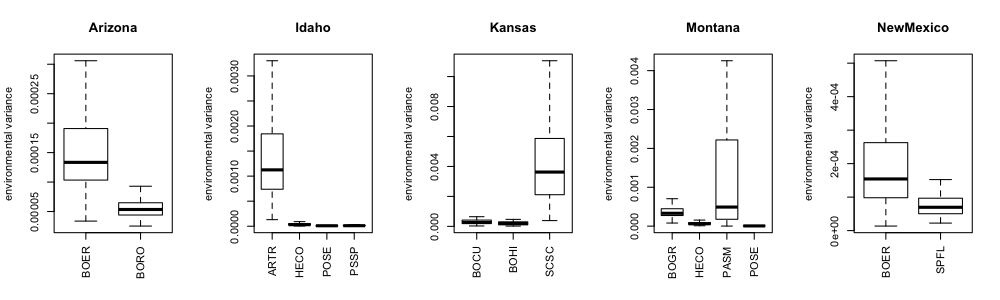 Arizona
environmental variance
0.00025
0.00015
0.00005
BOER
BORO
Idaho
environmental variance
0.0030
0.0020
0.0010
0.0000
ARTR
HECO
POSE
PSSP
Kansas
environmental variance
0.008
0.004
0.000
BOCU
BOHI
SCSC
Montana
environmental variance
0.004
0.003
0.002
0.001
0.000
BOGR
HECO
PASM
POSE
NewMexico
environmental variance
4e-04
2e-04
0e+00
BOER
SPFL